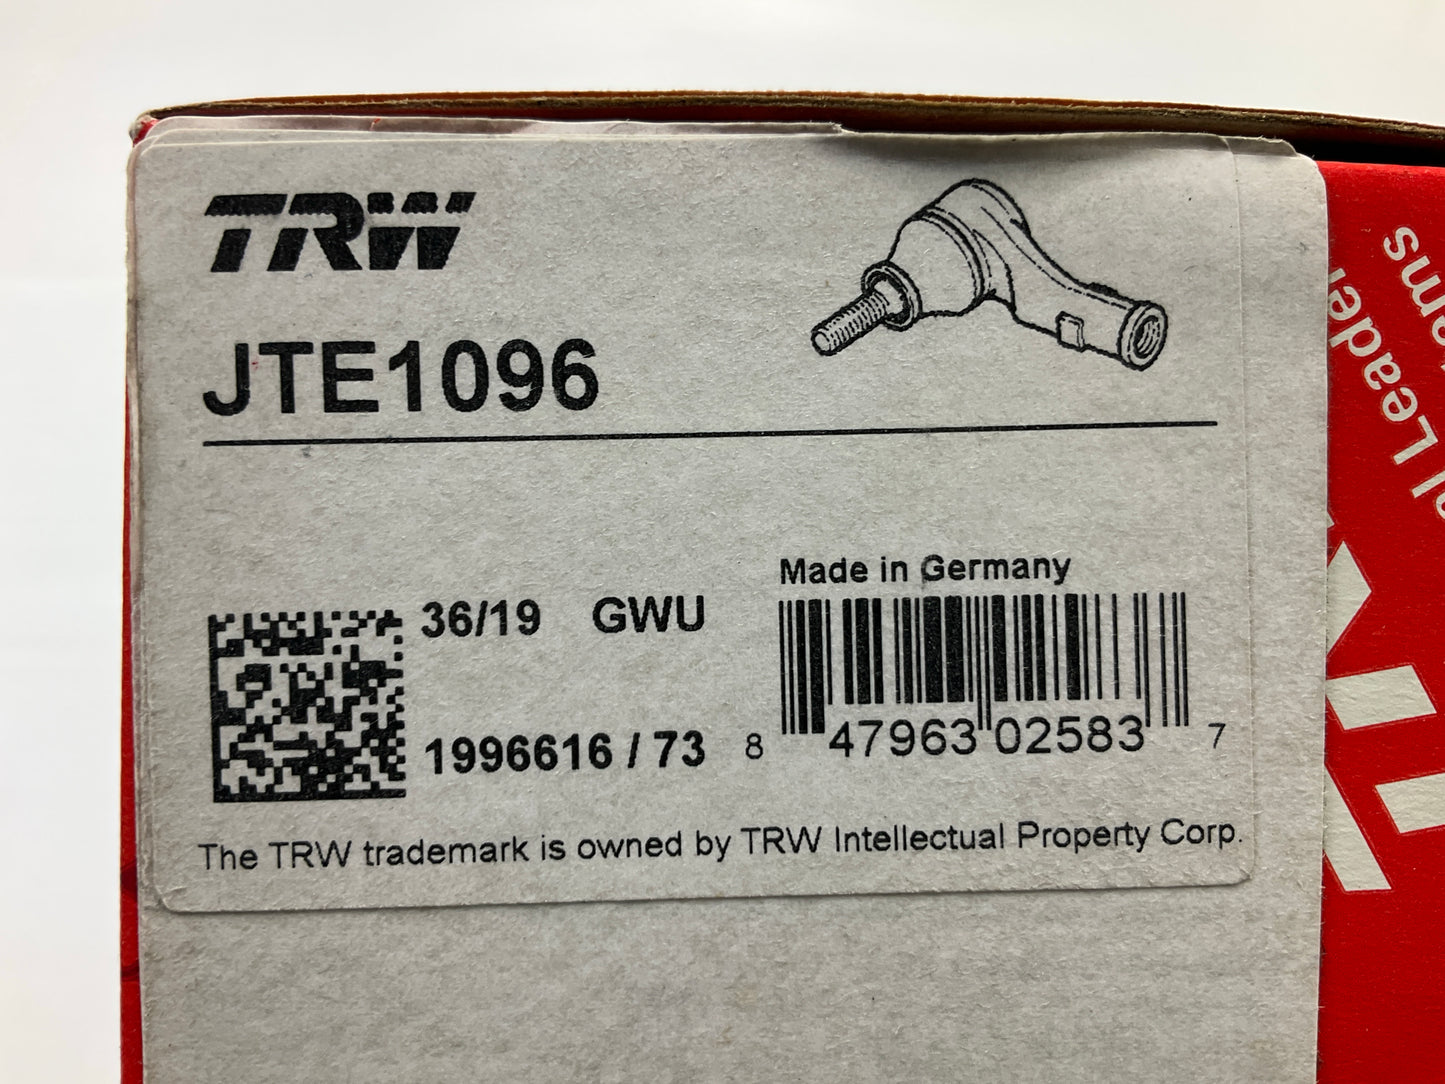 TRW
JTE1096
Made in Germany
36/19 GWU
1996616 / 73
8 47963 02583 7
The TRW trademark is owned by TRW Intellectual Property Corp.